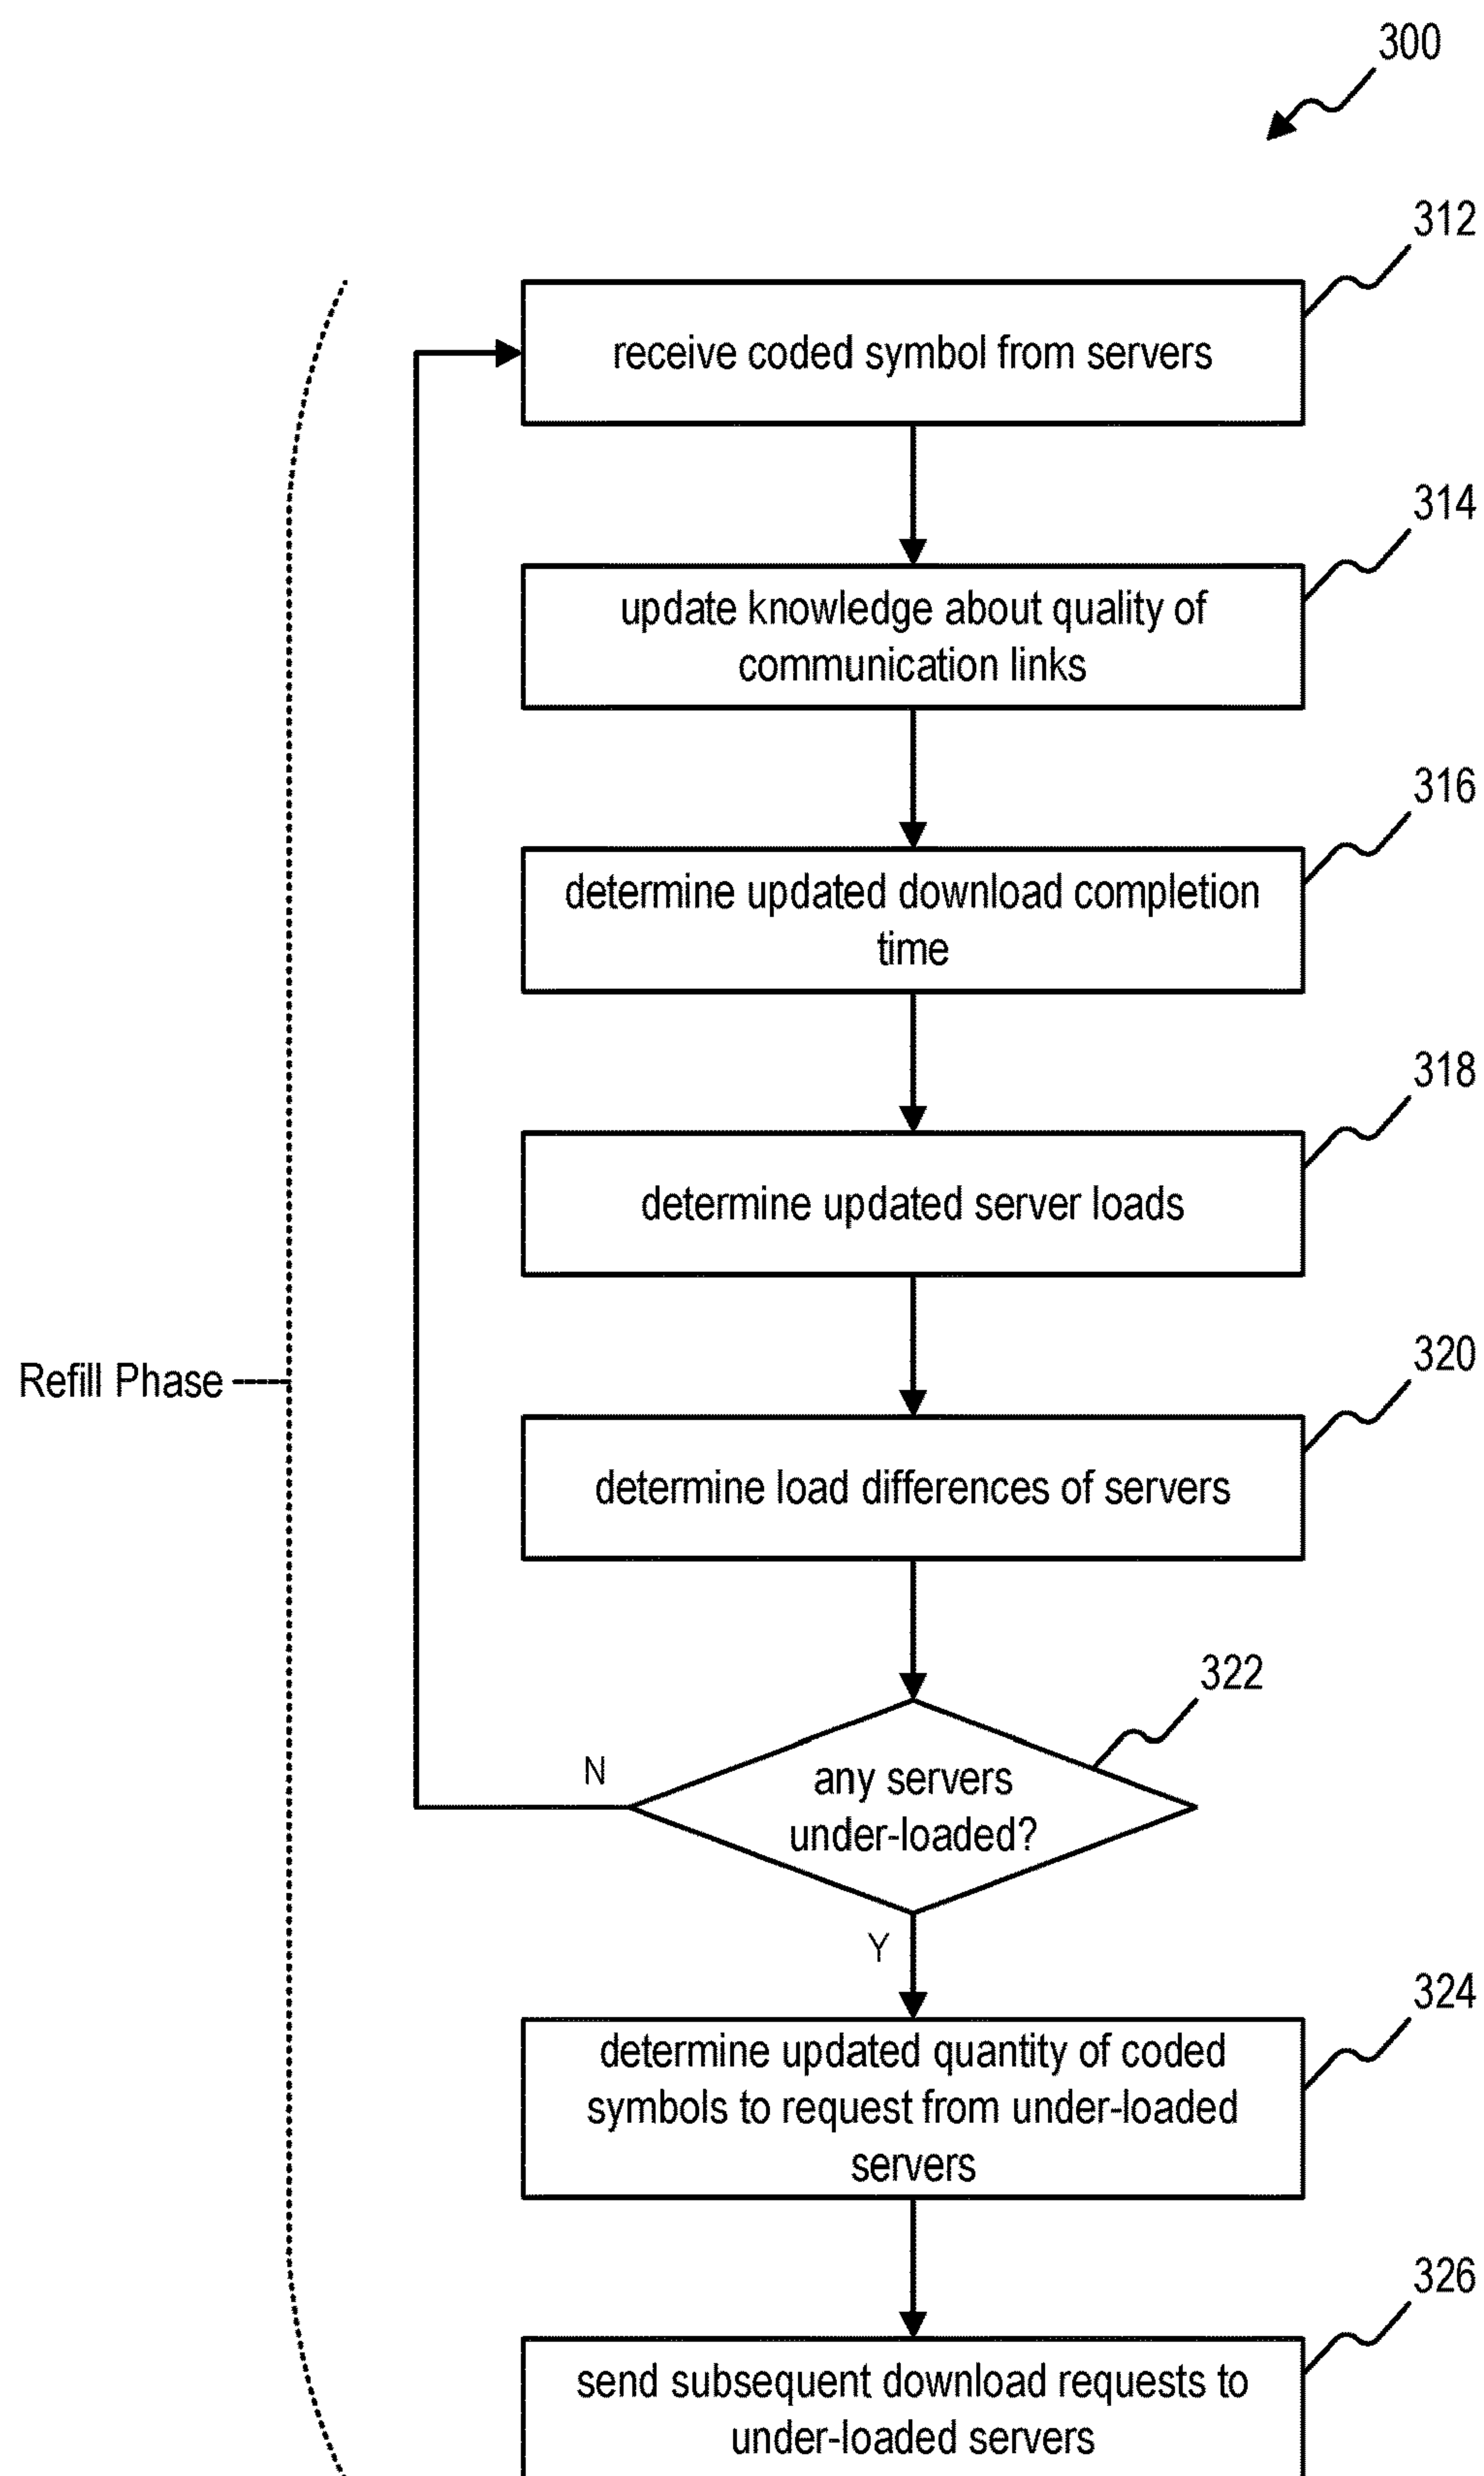 300
312
receive coded symbol from servers
314
update knowledge about quality of
communication links
316
determine updated download completion
time
318
determine updated server loads
Refill Phase
320
determine load differences of servers
322
N
any servers
under-loaded?
Y
324
determine updated quantity of coded
symbols to request from under-loaded
servers
326
send subsequent download requests to
under-loaded servers